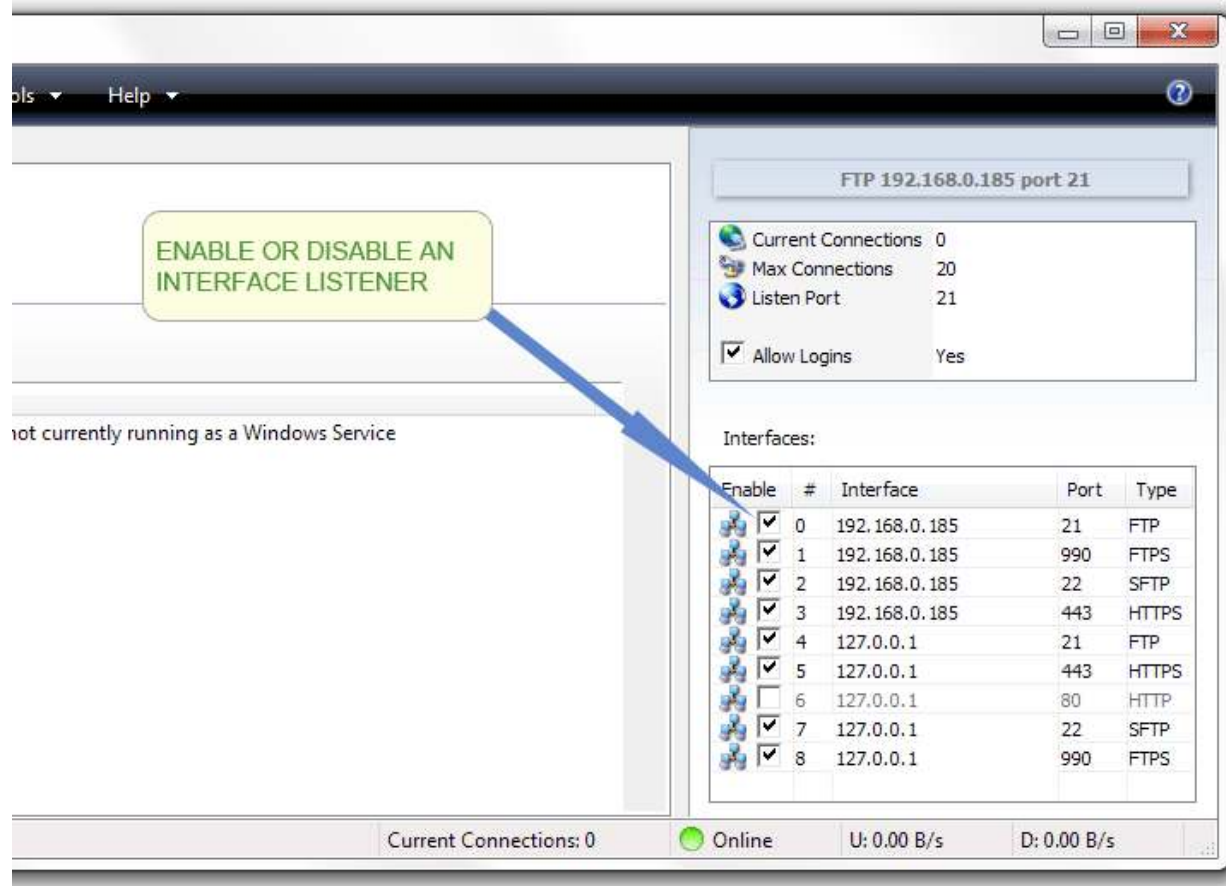 ols Help
FTP 192.168.0.185 port 21
ENABLE OR DISABLE AN
INTERFACE LISTENER
Current Connections 0
Max Connections 20
Listen Port 21
Allow Logins Yes
not currently running as a Windows Service
Interfaces:
Enable # Interface Port Type
0 192.168.0.185 21 FTP
1 192.168.0.185 990 FTPS
2 192.168.0.185 22 SFTP
3 192.168.0.185 443 HTTPS
4 127.0.0.1 21 FTP
5 127.0.0.1 443 HTTPS
6 127.0.0.1 80 HTTP
7 127.0.0.1 22 SFTP
8 127.0.0.1 990 FTPS
Current Connections: 0 Online U: 0.00 B/s D: 0.00 B/s